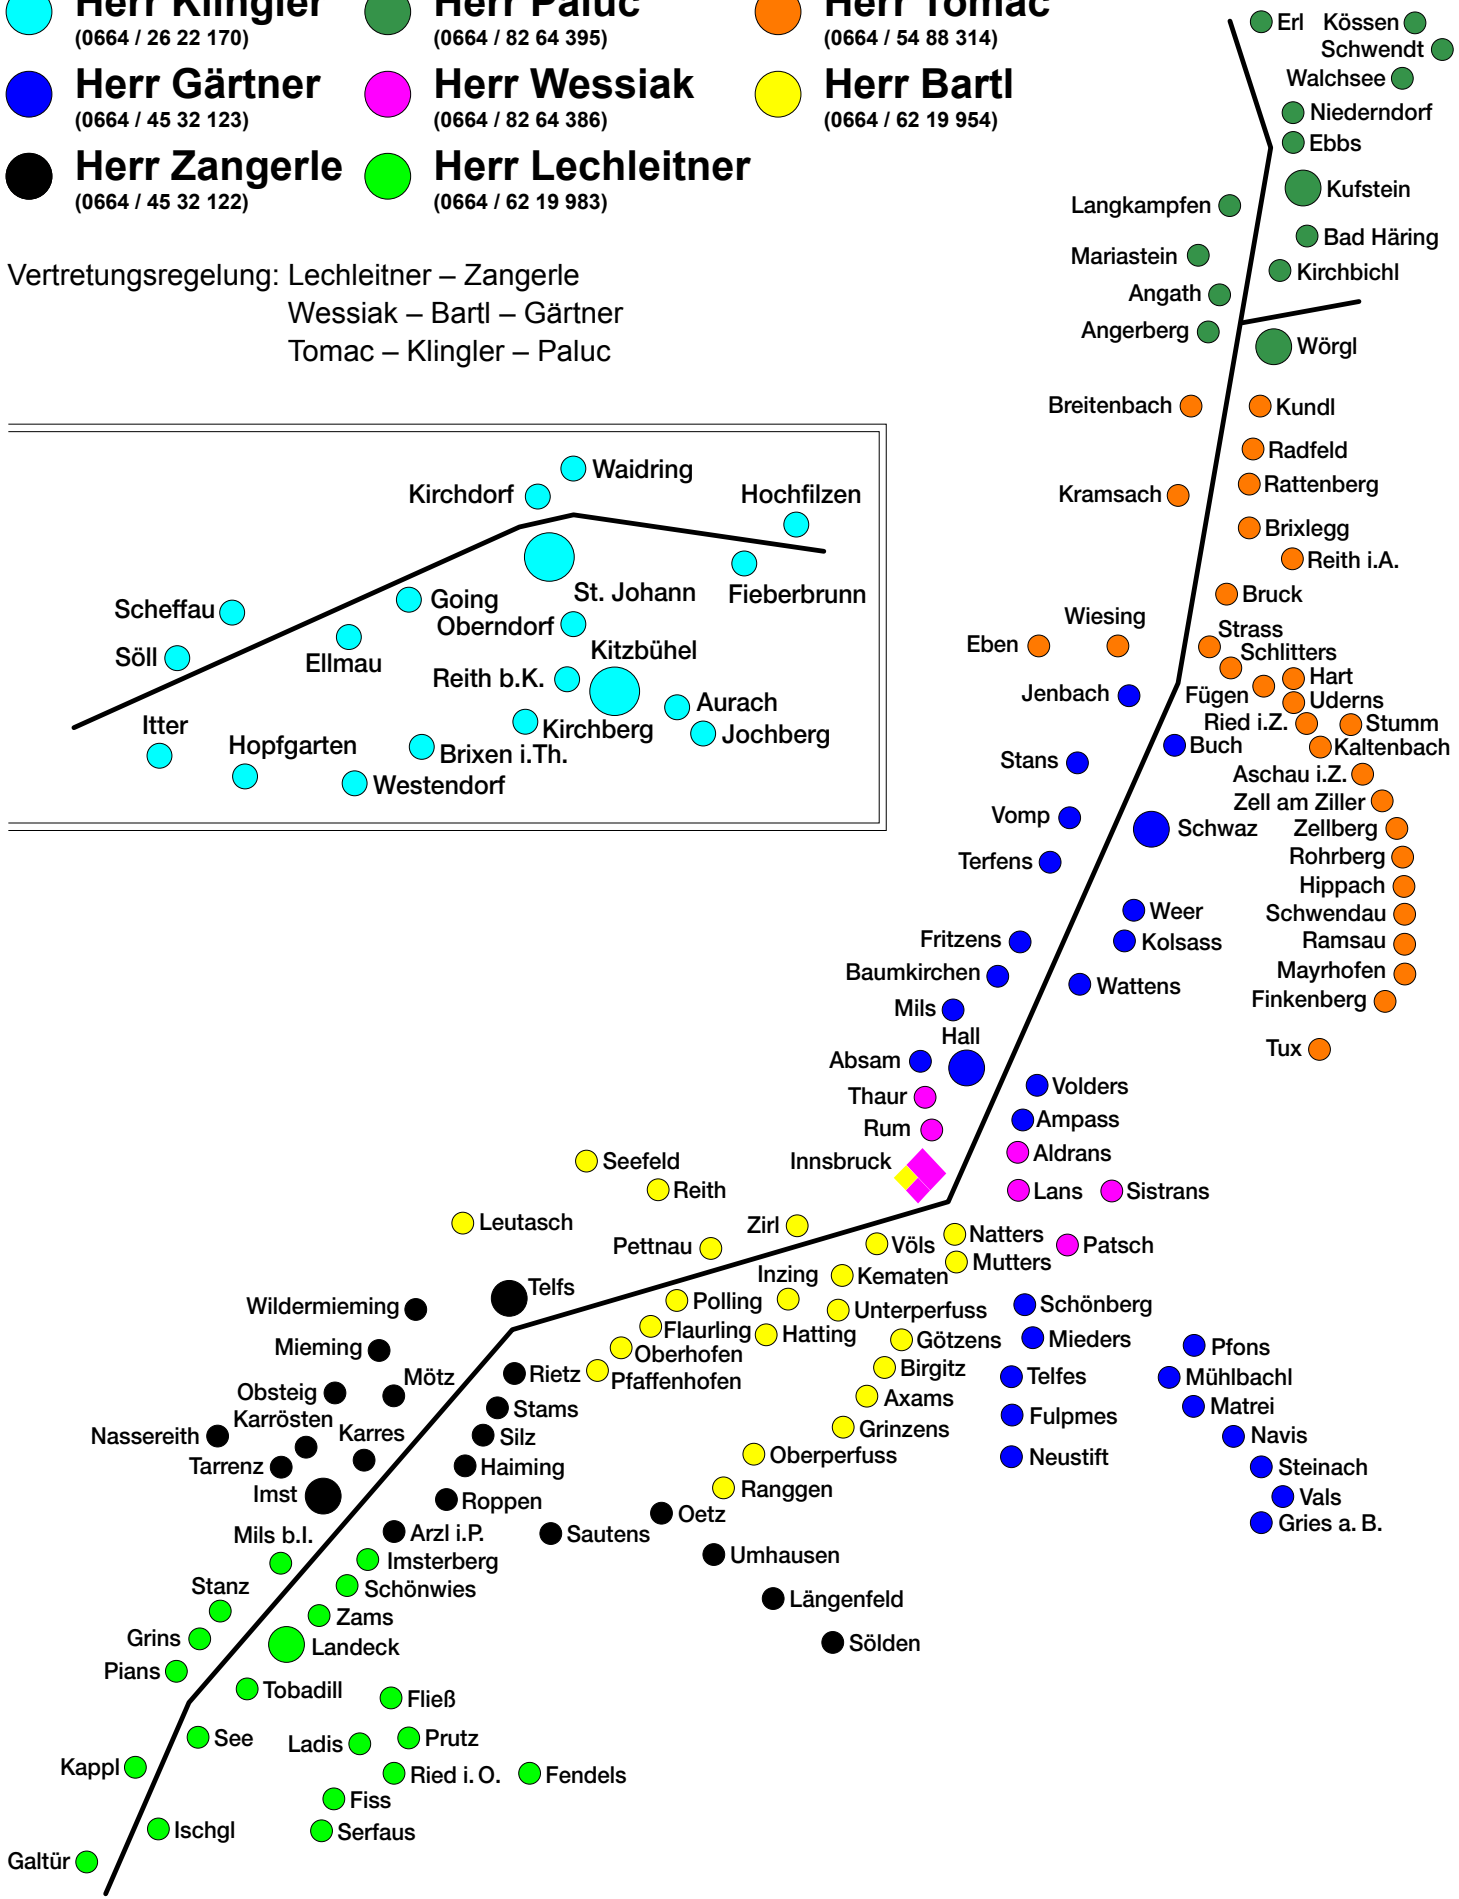 Herr Klingler
(0664 / 26 22 170)
Herr Paluc
(0664 / 82 64 395)
Herr Tomac
(0664 / 54 88 314)
Herr Gärtner
(0664 / 45 32 123)
Herr Wessiak
(0664 / 82 64 386)
Herr Bartl
(0664 / 62 19 954)
Herr Zangerle
(0664 / 45 32 122)
Herr Lechleitner
(0664 / 62 19 983)
Vertretungsregelung: Lechleitner – Zangerle
Wessiak – Bartl – Gärtner
Tomac – Klingler – Paluc
Waidring
Kirchdorf
Hochfilzen
St. Johann
Fieberbrunn
Going
Scheffau
Oberndorf
Söll
Ellmau
Kitzbühel
Reith b.K.
Aurach
Itter
Kirchberg
Jochberg
Hopfgarten
Brixen i.Th.
Westendorf
Erl
Kössen
Schwendt
Walchsee
Niederndorf
Ebbs
Kufstein
Langkampfen
Bad Häring
Mariastein
Kirchbichl
Angath
Angerberg
Wörgl
Breitenbach
Kundl
Radfeld
Rattenberg
Kramsach
Brixlegg
Reith i.A.
Bruck
Wiesing
Strass
Eben
Schlitters
Hart
Jenbach
Fügen
Uderns
Ried i.Z.
Stumm
Buch
Kaltenbach
Stans
Aschau i.Z.
Zell am Ziller
Vomp
Schwaz
Zellberg
Terfens
Rohrberg
Hippach
Weer
Schwendau
Fritzens
Kolsass
Ramsau
Baumkirchen
Mayrhofen
Wattens
Finkenberg
Mils
Hall
Tux
Absam
Volders
Thaur
Ampass
Rum
Aldrans
Innsbruck
Lans
Sistrans
Seefeld
Reith
Leutasch
Zirl
Natters
Pettnau
Völs
Patsch
Mutters
Inzing
Kematen
Telfs
Polling
Unterperfuss
Schönberg
Wildermieming
Flaurling
Hatting
Götzens
Mieders
Pfons
Mieming
Oberhofen
Birgitz
Rietz
Pfaffenhofen
Telfes
Mühlbachl
Mötz
Obsteig
Axams
Stams
Matrei
Karrösten
Fulpmes
Grinzens
Nassereith
Karres
Silz
Navis
Oberperfuss
Neustift
Tarrenz
Haiming
Steinach
Ranggen
Imst
Roppen
Vals
Oetz
Gries a. B.
Mils b.I.
Arzl i.P.
Sautens
Imsterberg
Umhausen
Stanz
Schönwies
Längenfeld
Zams
Grins
Landeck
Sölden
Pians
Tobadill
Fließ
See
Ladis
Prutz
Kappl
Ried i. O.
Fendels
Fiss
Ischgl
Serfaus
Galtür